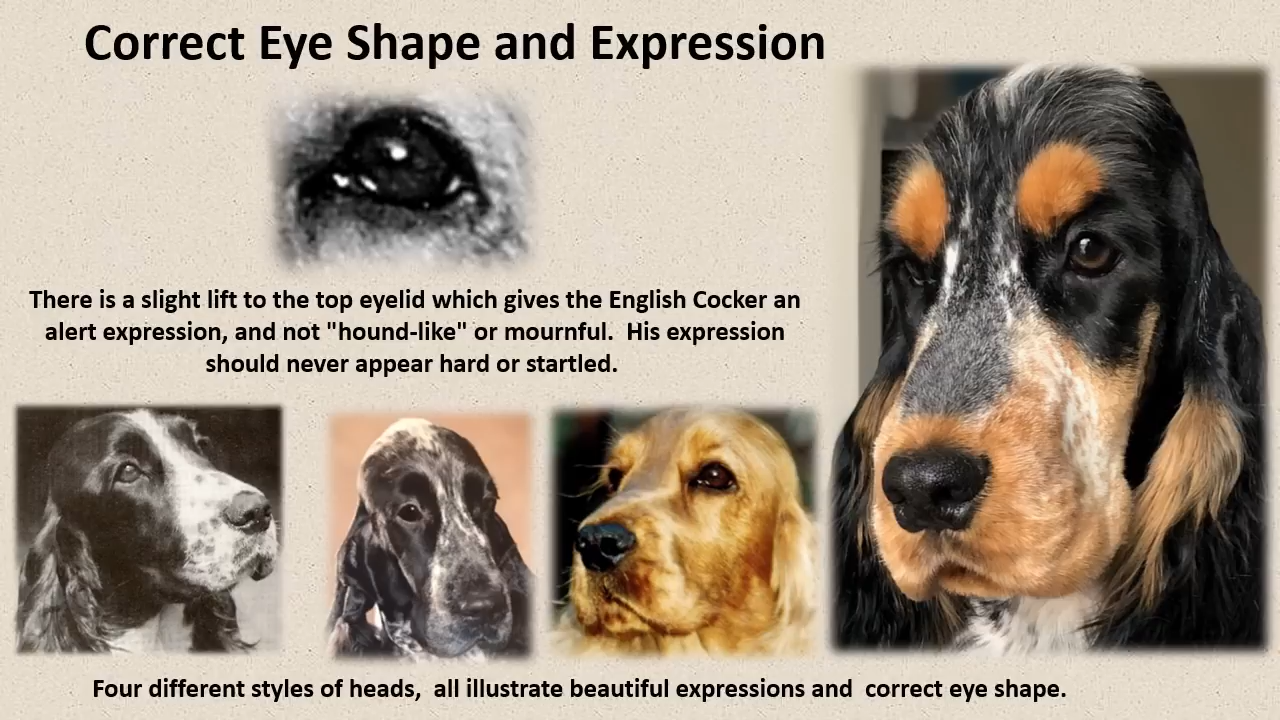 Correct Eye Shape and Expression
There is a slight lift to the top eyelid which gives the English Cocker an
alert expression, and not "hound-like" or mournful.  His expression
should never appear hard or startled.
Four different styles of heads,  all illustrate beautiful expressions and  correct eye shape.